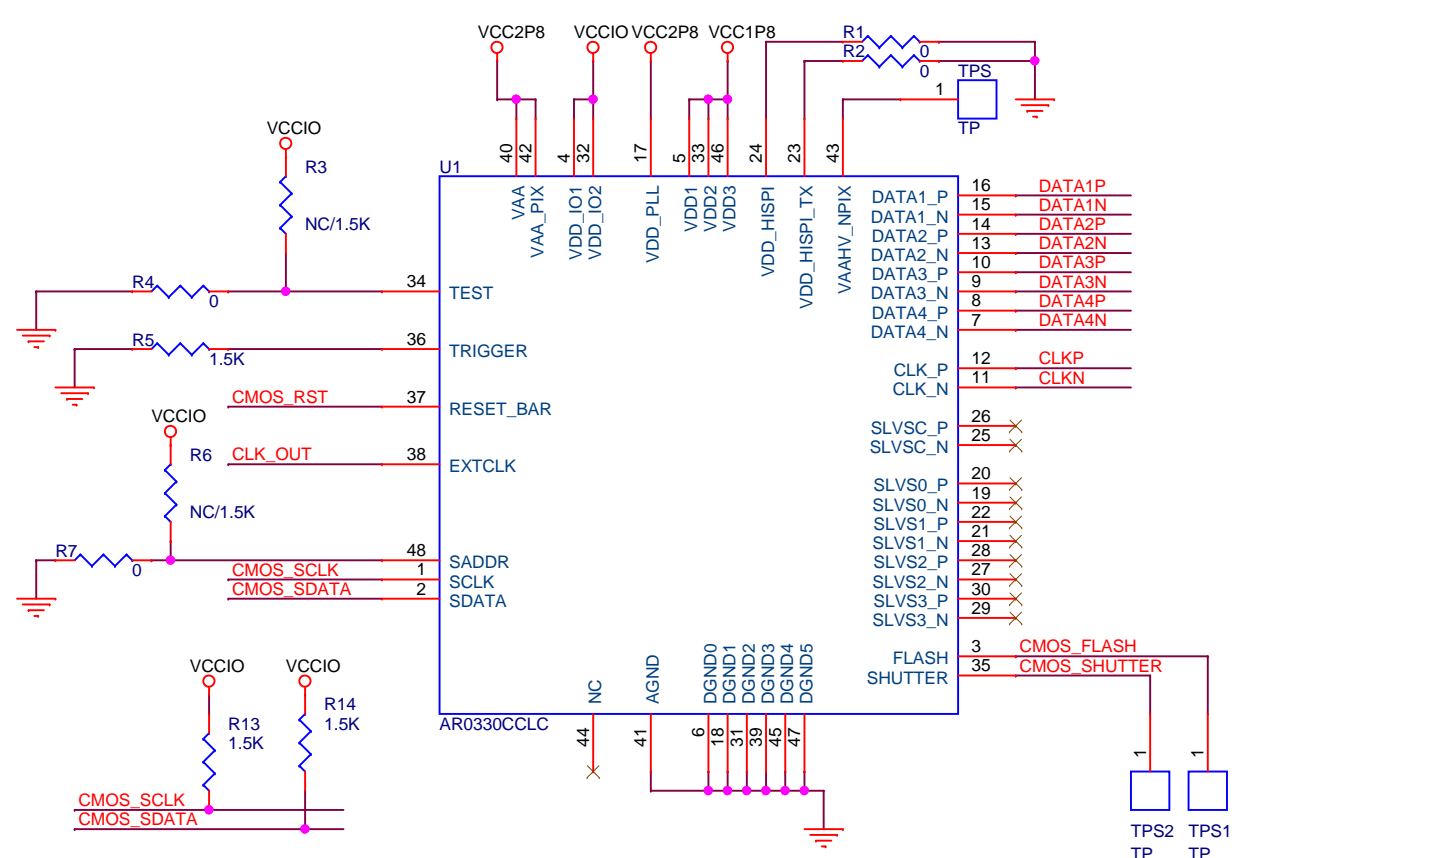 VCC2P8
VCCIO
VCC2P8
VCC1P8
R1
0
R2
0
TPS
1
TP
VCCIO
R3
NC/1.5K
40
42
4
32
17
5
33
46
24
23
43
U1
VAA
VAA_PIX
VDD_IO1
VDD_IO2
VDD_PLL
VDD1
VDD2
VDD3
VDD_HISPI
VDD_HISPI_TX
VAAHV_NPIX
DATA1_P 16 DATA1P
DATA1_N 15 DATA1N
DATA2_P 14 DATA2P
DATA2_N 13 DATA2N
DATA3_P 10 DATA3P
DATA3_N 9 DATA3N
DATA4_P 8 DATA4P
DATA4_N 7 DATA4N
CLK_P 12 CLKP
CLK_N 11 CLKN
SLVSC_P 26
SLVSC_N 25
SLVS0_P 20
SLVS0_N 19
SLVS1_P 22
SLVS1_N 21
SLVS2_P 28
SLVS2_N 27
SLVS3_P 30
SLVS3_N 29
FLASH 3 CMOS_FLASH
SHUTTER 35 CMOS_SHUTTER
R4
0
34 TEST
R5
1.5K
36 TRIGGER
CMOS_RST 37 RESET_BAR
VCCIO
R6
NC/1.5K
CLK_OUT 38 EXTCLK
R7
0
48 SADDR
CMOS_SCLK 1 SCLK
CMOS_SDATA 2 SDATA
NC
AGND
DGND0
DGND1
DGND2
DGND3
DGND4
DGND5
AR0330CCLC
44
41
6
18
31
39
45
47
VCCIO
VCCIO
R13
1.5K
R14
1.5K
CMOS_SCLK
CMOS_SDATA
1
1
TPS2
TP
TPS1
TP